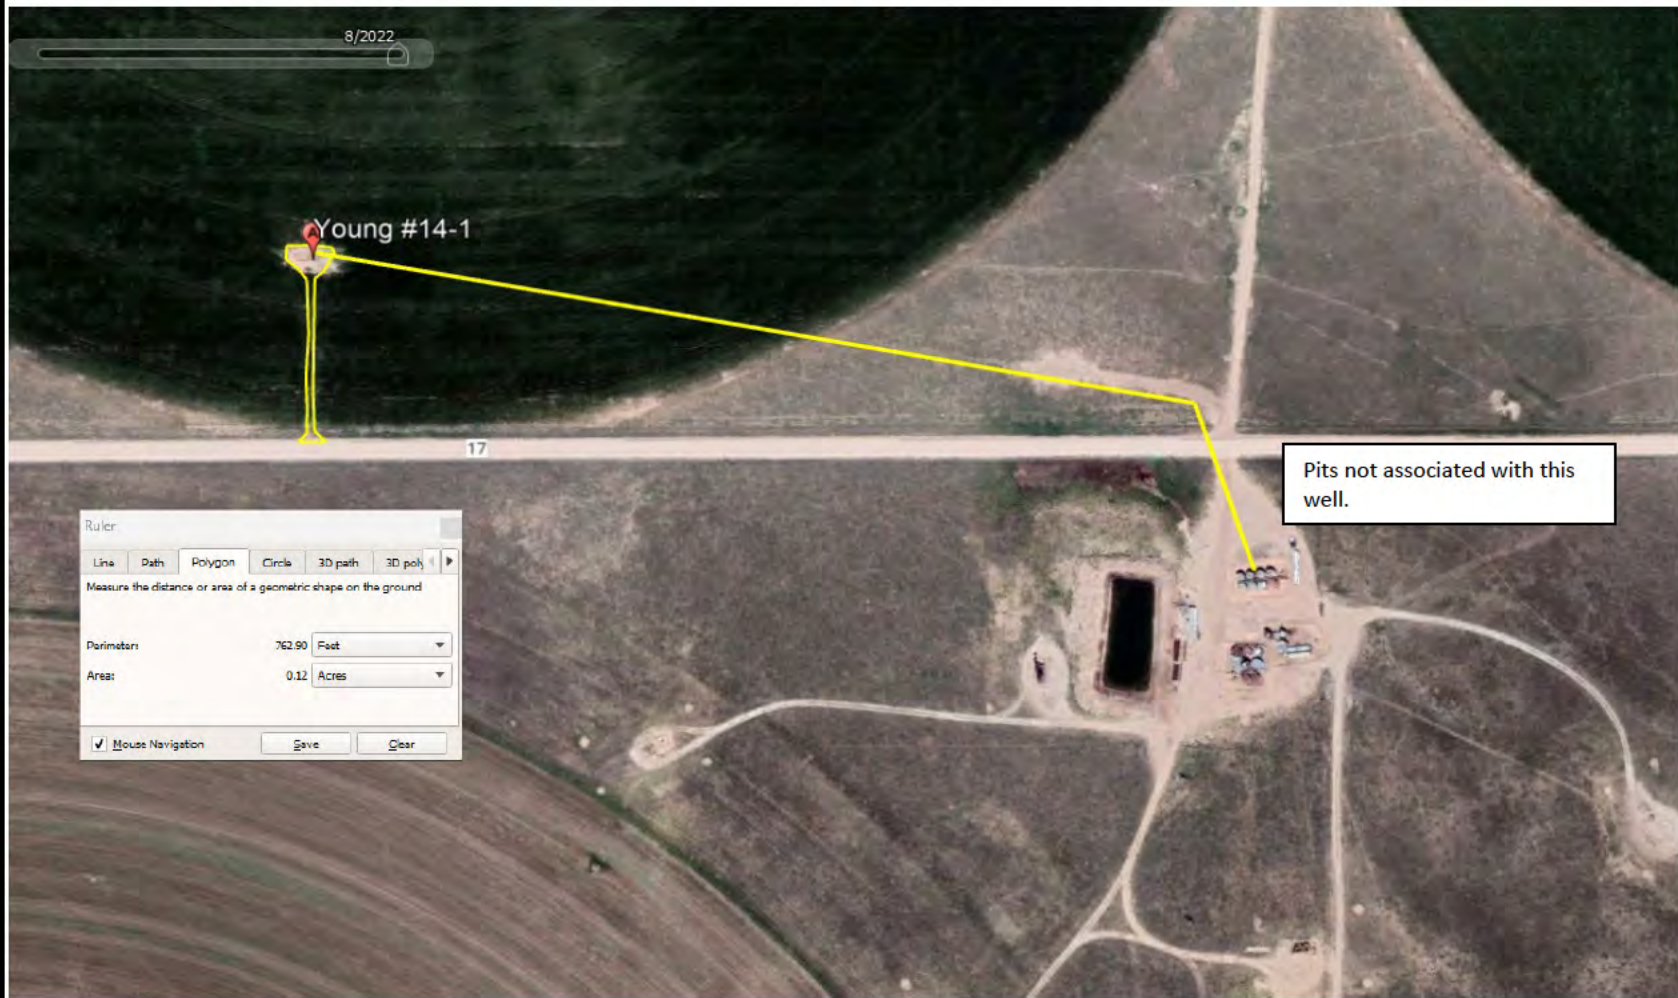 8/2022
A
Young #14-1
17
Pits not associated with this
well.
Ruler
Line Path Polygon Circle 3D path 3D poly
Measure the distance or area of a geometric shape on the ground
Perimeter: 762.90 Feet
Area: 0.12 Acres
Mouse Navigation Save Clear